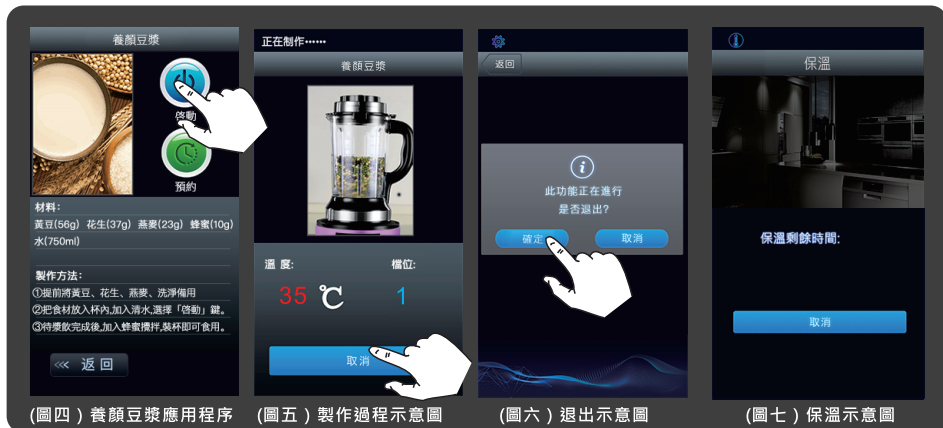 養顏豆漿
啓動
預約
材料:
黃豆(56g) 花生(37g) 燕麥(23g) 蜂蜜(10g)
水(750ml)
製作方法:
①提前將黃豆、花生、燕麥、洗淨備用
②把食材放入杯內,加入清水,選擇「啓動」鍵。
③待漿飲完成後,加入蜂蜜攪拌,裝杯即可食用。
<<< 返回
(圖四)養顏豆漿應用程序
正在制作······
養顏豆漿
溫 度:
檔位:
35 ℃
1
取消
(圖五)製作過程示意圖
返回
此功能正在進行
是否退出?
確定
取消
(圖六)退出示意圖
保溫
保溫剩餘時間:
取消
(圖七)保溫示意圖